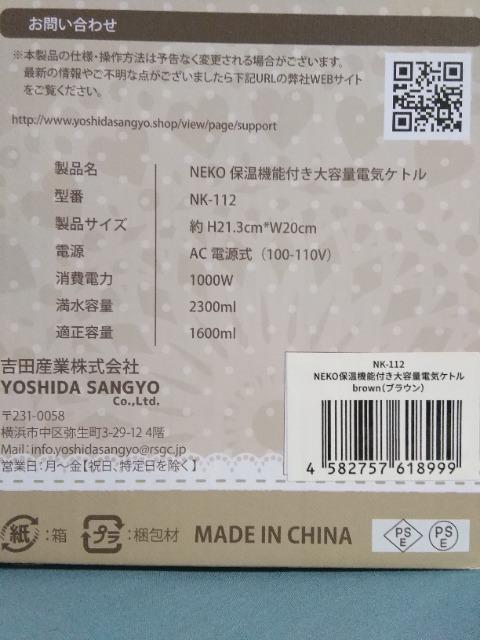 お問い合わせ
※本製品の仕様・操作方法は予告なく変更される場合がございます。
最新の情報やご不明な点がございましたら下記URLの弊社WEBサイト
をご覧ください。
http://www.yoshidasangyo.shop/view/page/support
製品名 NEKO 保温機能付き大容量電気ケトル
型番 NK-112
製品サイズ 約 H21.3cm*W20cm
電源 AC 電源式（100-110V）
消費電力 1000W
満水容量 2300ml
適正容量 1600ml
吉田産業株式会社
YOSHIDA SANGYO
Co.,Ltd.
〒231-0058
横浜市中区弥生町3-29-12 4階
Mail：info.yoshidasangyo@rsgc.jp
営業日：月～金【祝日、特定日を除く】
NK-112
NEKO保温機能付き大容量電気ケトル
brown（ブラウン）
4 582757 618999
紙：箱 プラ：梱包材 MADE IN CHINA PS E PS E